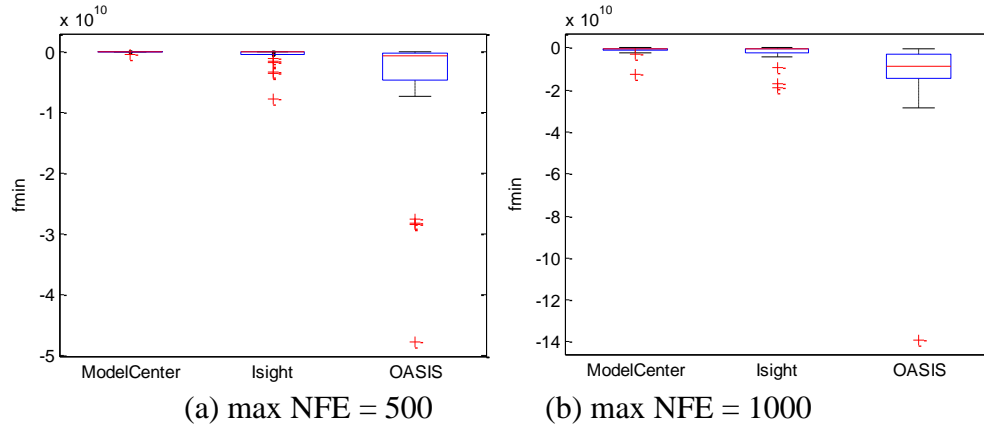 x 10^10
0
-1
-2
-3
-4
-5
fmin
ModelCenter Isight OASIS
(a) max NFE = 500
x 10^10
0
-2
-4
-6
-8
-10
-12
-14
fmin
ModelCenter Isight OASIS
(b) max NFE = 1000